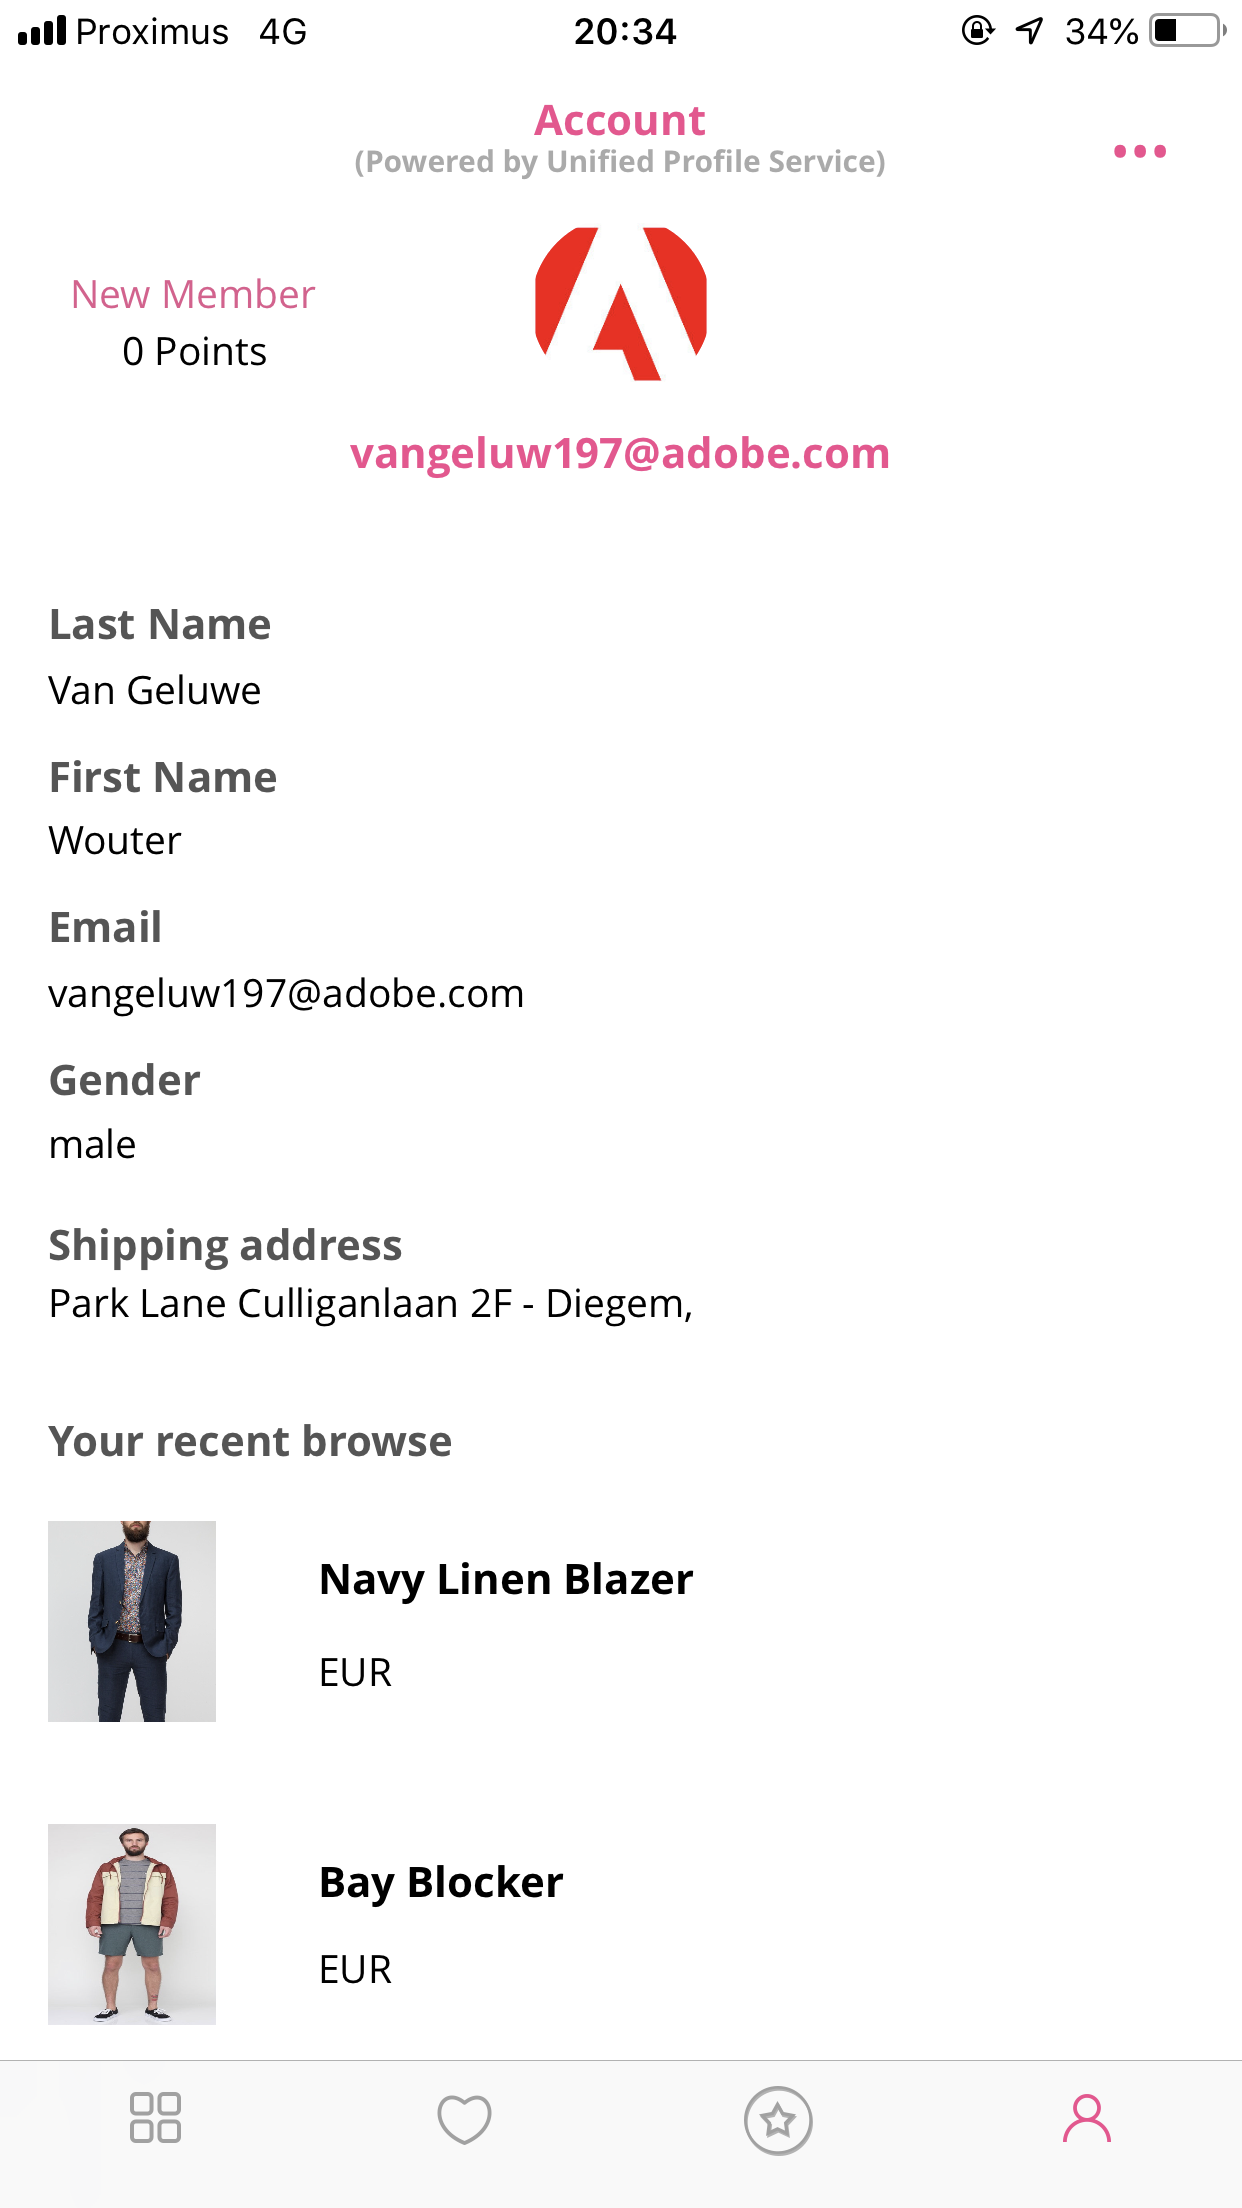 Proximus 4G 20:34 34%
Account
(Powered by Unified Profile Service)
New Member
0 Points
vangeluw197@adobe.com
Last Name
Van Geluwe
First Name
Wouter
Email
vangeluw197@adobe.com
Gender
male
Shipping address
Park Lane Culliganlaan 2F - Diegem,
Your recent browse
Navy Linen Blazer
EUR
Bay Blocker
EUR